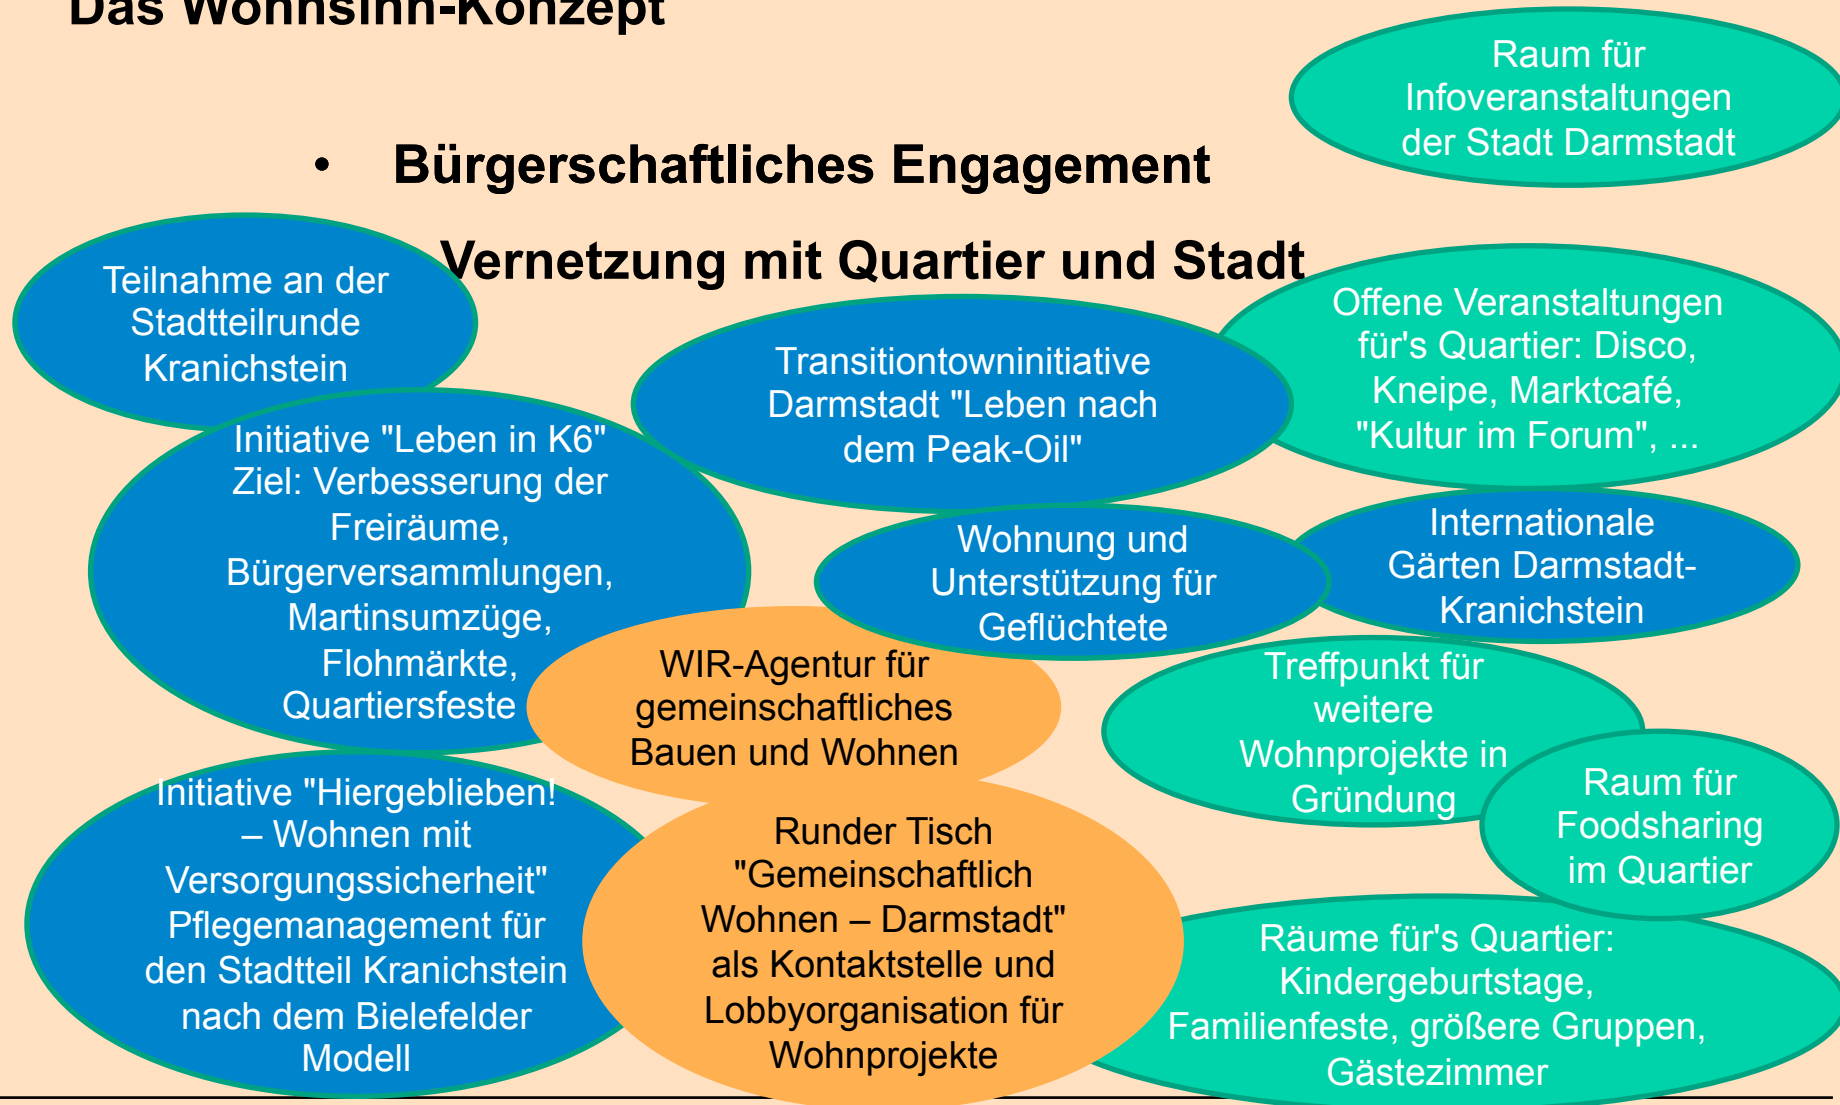 Das Wohnsinn-Konzept
Raum für
Infoveranstaltungen
der Stadt Darmstadt
• Bürgerschaftliches Engagement
Vernetzung mit Quartier und Stadt
Teilnahme an der
Stadtteilrunde
Kranichstein
Transitiontowninitiative
Darmstadt "Leben nach
dem Peak-Oil"
Offene Veranstaltungen
für's Quartier: Disco,
Kneipe, Marktcafé,
"Kultur im Forum", ...
Initiative "Leben in K6"
Ziel: Verbesserung der
Freiräume,
Bürgerversammlungen,
Martinsumzüge,
Flohmärkte,
Quartiersfeste
Wohnung und
Unterstützung für
Geflüchtete
Internationale
Gärten Darmstadt-
Kranichstein
WIR-Agentur für
gemeinschaftliches
Bauen und Wohnen
Treffpunkt für
weitere
Wohnprojekte in
Gründung
Raum für
Foodsharing
im Quartier
Initiative "Hiergeblieben!
– Wohnen mit
Versorgungssicherheit"
Pflegemanagement für
den Stadtteil Kranichstein
nach dem Bielefelder
Modell
Runder Tisch
"Gemeinschaftlich
Wohnen – Darmstadt"
als Kontaktstelle und
Lobbyorganisation für
Wohnprojekte
Räume für's Quartier:
Kindergeburtstage,
Familienfeste, größere Gruppen,
Gästezimmer